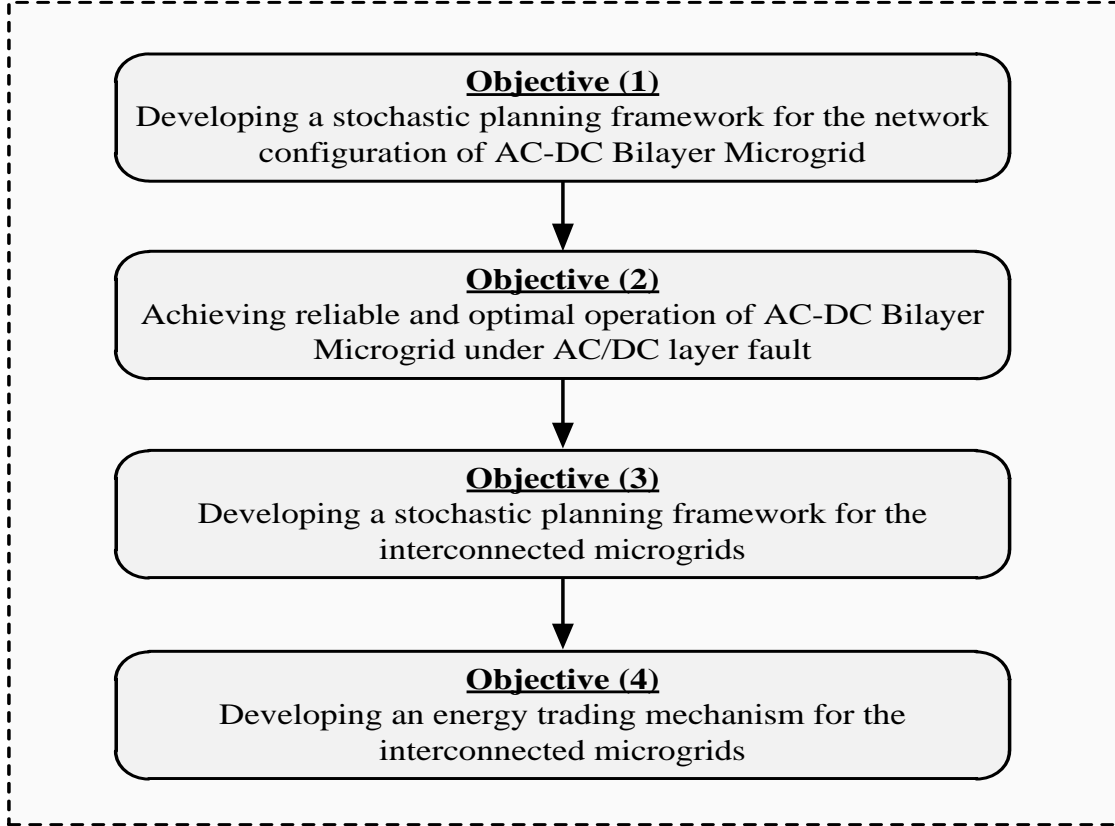 Objective (1)
Developing a stochastic planning framework for the network
configuration of AC-DC Bilayer Microgrid
Objective (2)
Achieving reliable and optimal operation of AC-DC Bilayer
Microgrid under AC/DC layer fault
Objective (3)
Developing a stochastic planning framework for the
interconnected microgrids
Objective (4)
Developing an energy trading mechanism for the
interconnected microgrids